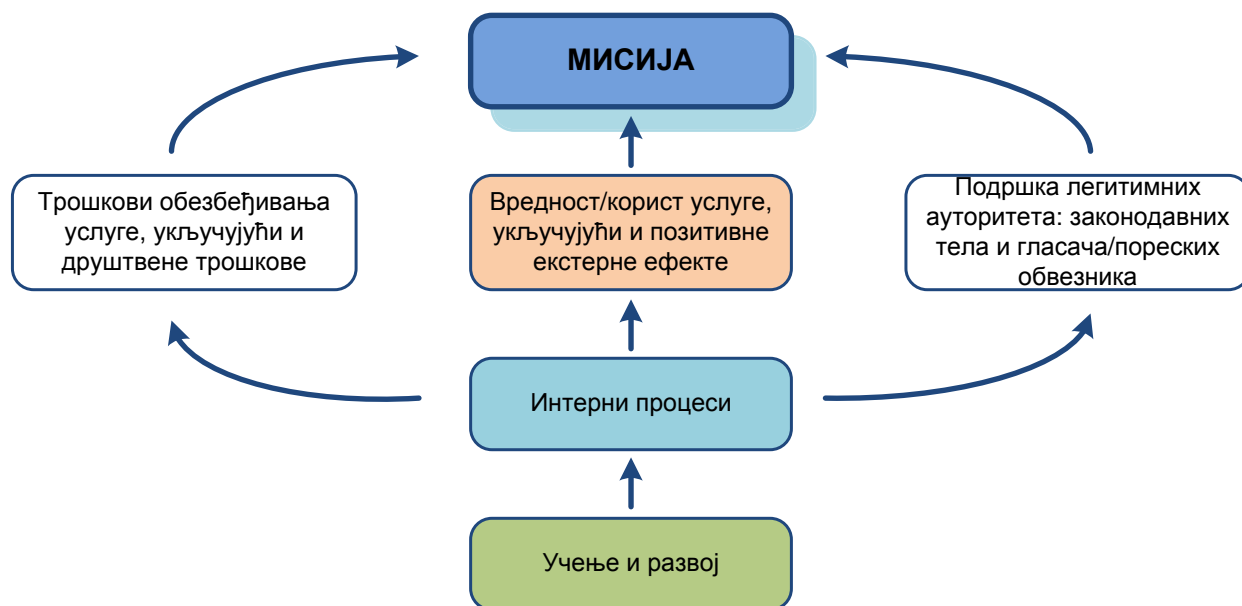 МИСИЈА
Трошкови обезбеђивања
услуге, укључујући и
друштвене трошкове
Вредност/корист услуге,
укључујући и позитивне
екстерне ефекте
Подршка легитимних
ауторитета: законодавних
тела и гласача/пореских
обвезника
Интерни процеси
Учење и развој